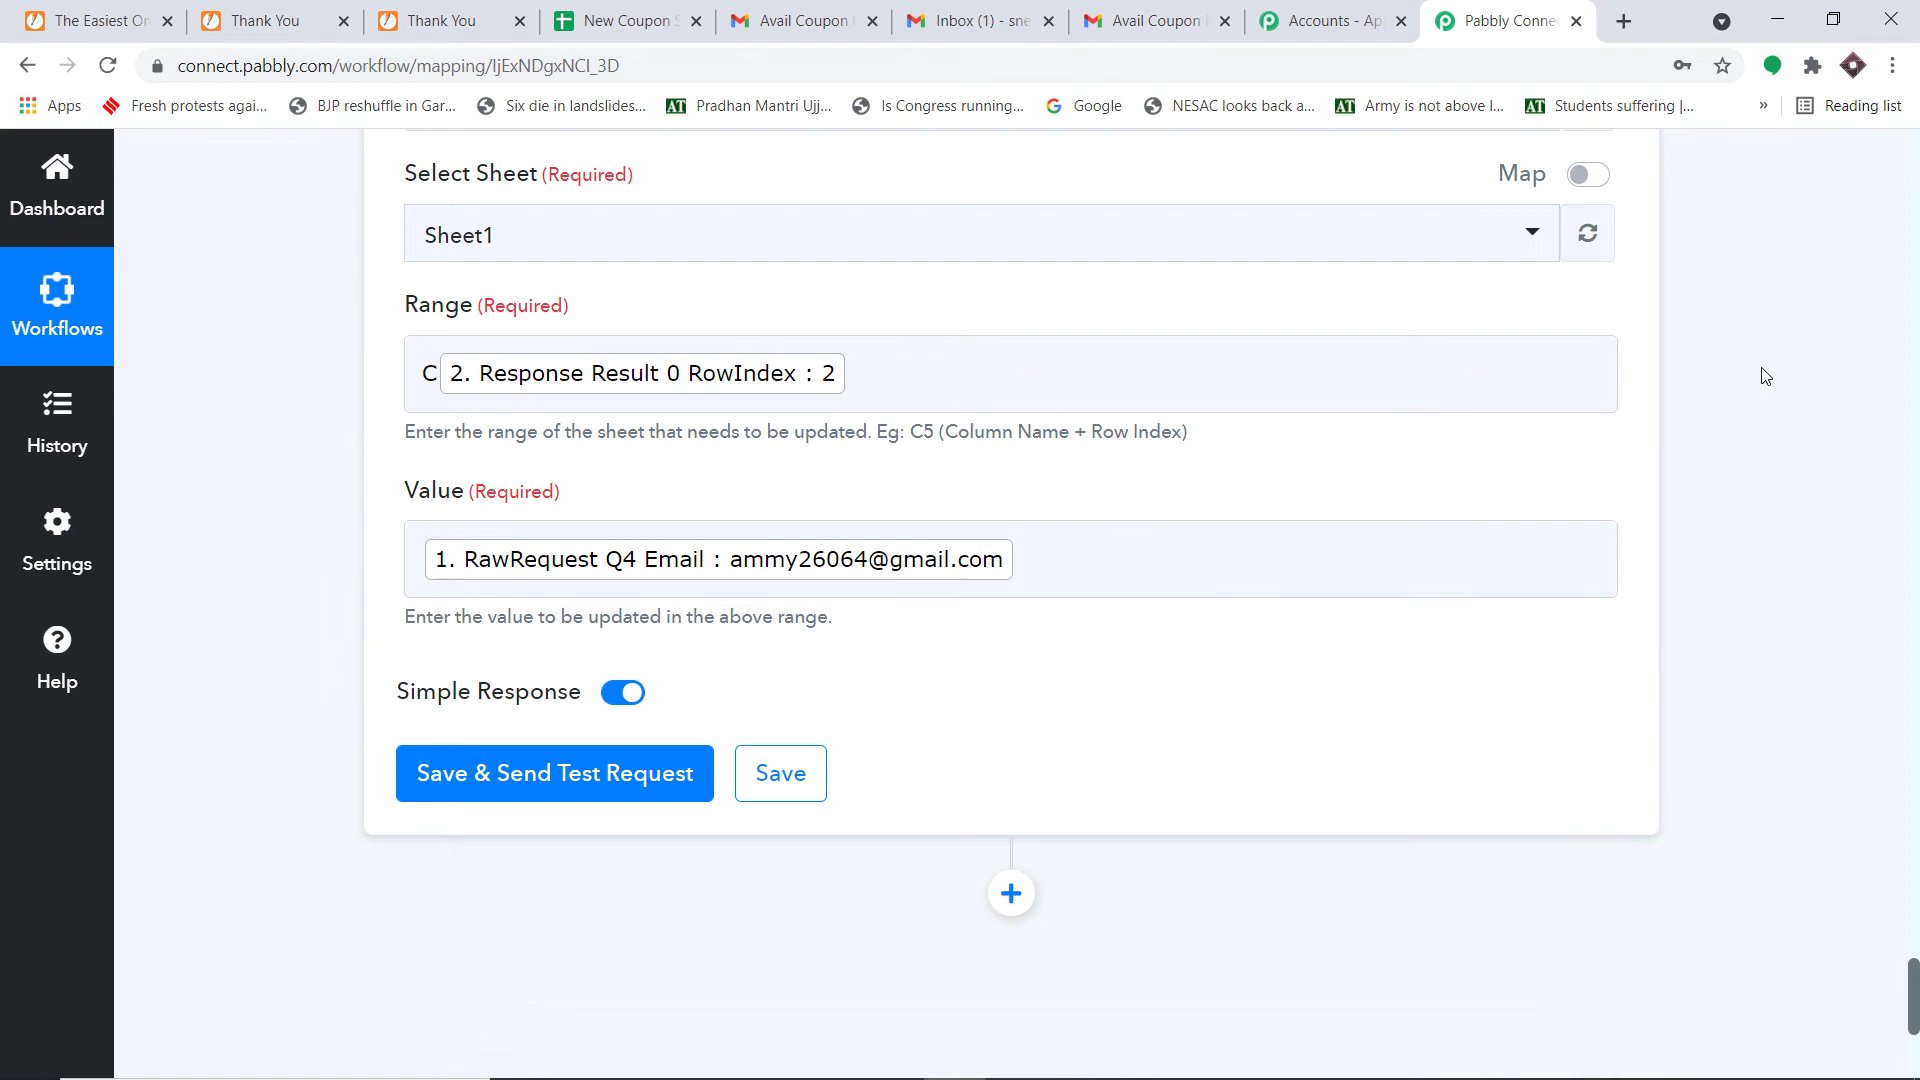 The Easiest On
Thank You
Thank You
New Coupon S
Avail Coupon
Inbox (1) - sne
Avail Coupon
Accounts - Ap
Pabbly Conne
connect.pabbly.com/workflow/mapping/IjExNDgxNCI_3D
Apps
Fresh protests agai...
BJP reshuffle in Gar...
Six die in landslides...
AT Pradhan Mantri Ujj...
Is Congress running...
Google
NESAC looks back a...
AT Army is not above l...
AT Students suffering |...
»
Reading list
Dashboard
Workflows
History
Settings
Help
Select Sheet (Required)
Map
Sheet1
Range (Required)
C 2. Response Result 0 RowIndex : 2
Enter the range of the sheet that needs to be updated. Eg: C5 (Column Name + Row Index)
Value (Required)
1. RawRequest Q4 Email : ammy26064@gmail.com
Enter the value to be updated in the above range.
Simple Response
Save & Send Test Request
Save